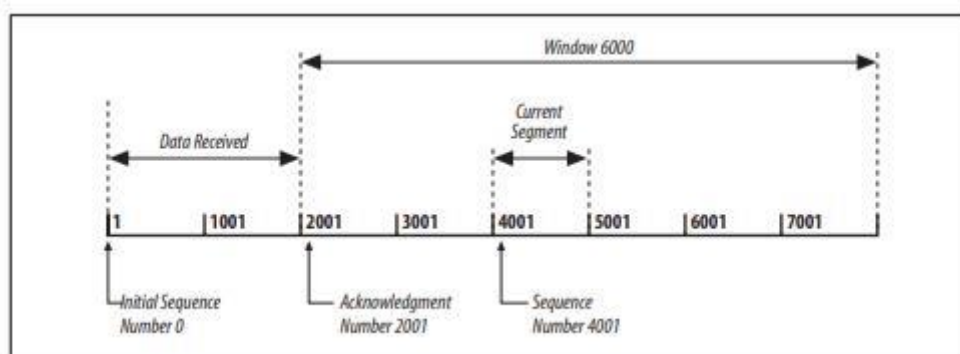 Window 6000
Current
Segment
Data Received
1 1001 2001 3001 4001 5001 6001 7001
Initial Sequence
Number 0
Acknowledgment
Number 2001
Sequence
Number 4001